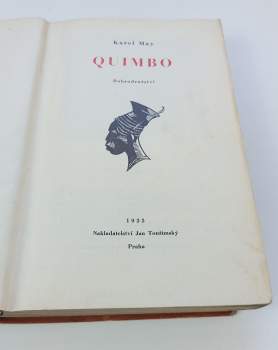 Karel May
QUIMBO
Dobrodružství
1933
Nakladatelství Jan Toužimský
Praha